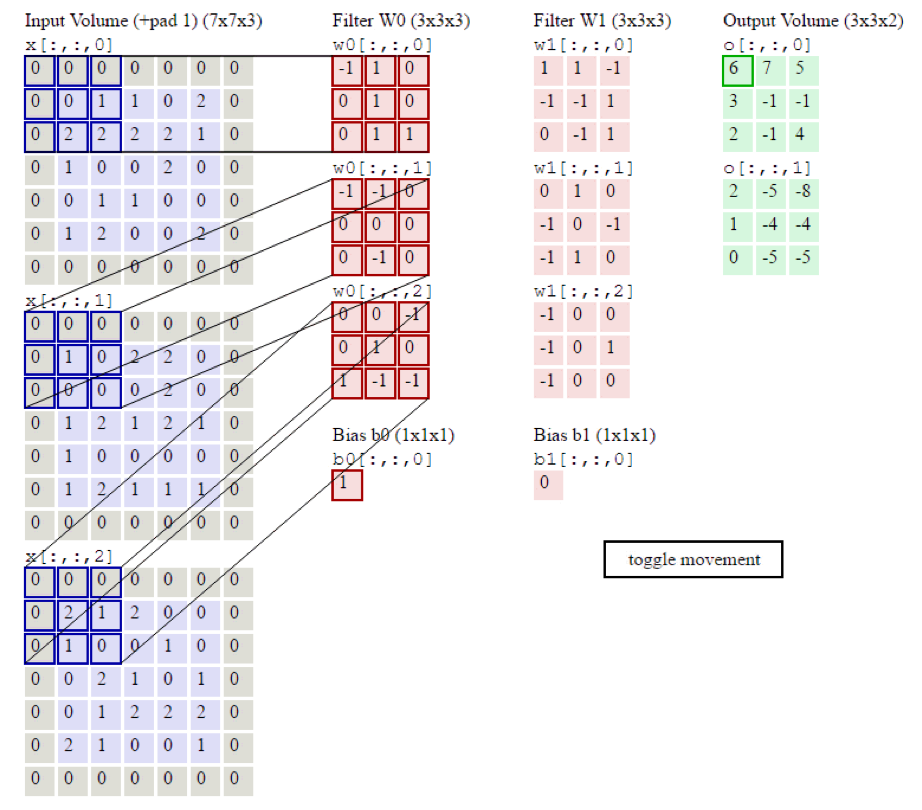 Input Volume (+pad 1) (7x7x3) Filter W0 (3x3x3) Filter W1 (3x3x3) Output Volume (3x3x2)
x[:,:,0] w0[:,:,0] w1[:,:,0] o[:,:,0]
0 0 0 0 0 0 0 -1 1 0 1 1 -1 6 7 5
0 0 1 1 0 2 0 0 1 0 -1 -1 1 3 -1 -1
0 2 2 2 2 1 0 0 1 1 0 -1 1 2 -1 4
0 1 0 0 2 0 0 w0[:,:,1] w1[:,:,1] o[:,:,1]
0 0 1 1 0 0 0 -1 -1 0 0 1 0 2 -5 -8
0 1 2 0 0 2 0 0 0 0 -1 0 -1 1 -4 -4
0 0 0 0 0 0 0 0 -1 0 -1 1 0 0 -5 -5
x[:,:,1] w0[:,:,2] w1[:,:,2]
0 0 0 0 0 0 0 0 0 -1 -1 0 0
0 1 0 2 2 0 0 0 1 0 -1 0 1
0 0 0 0 2 0 0 1 -1 -1 -1 0 0
0 1 2 1 2 1 0 Bias b0 (1x1x1) Bias b1 (1x1x1)
0 1 0 0 0 0 0 b0[:,:,0] b1[:,:,0]
0 1 2 1 1 1 0 1 0
0 0 0 0 0 0 0
x[:,:,2] toggle movement
0 0 0 0 0 0 0
0 2 1 2 0 0 0
0 1 0 0 1 0 0
0 0 2 1 0 1 0
0 0 1 2 2 2 0
0 2 1 0 0 1 0
0 0 0 0 0 0 0